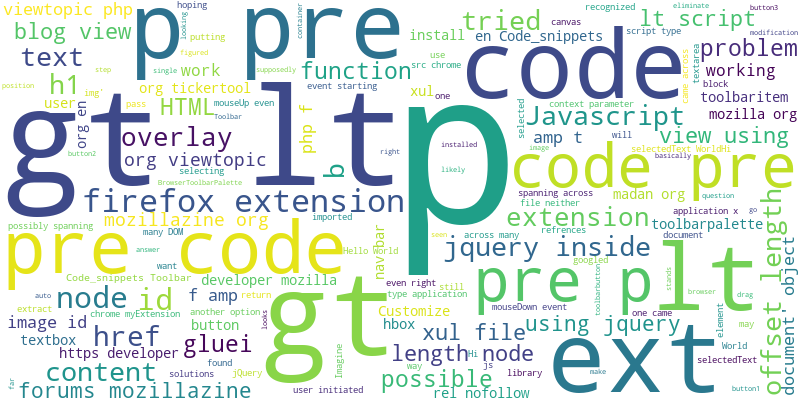 viewtopic php
hoping
looking
blog view
putting
figured
text
single
step
supposedly
container
p pre
h1
work
function
img
user
org tickertool
org en
HTML
mouseUp even
pass
Toolbar
overlay
org viewtopic
button2
selecting
BrowserToolbarPalette
php f
right
b
event starting
gt lt
p
firefox extension
mozillazine org
possibly spanning
imported
many DOM
answer
want
pre code
Hello World
navbar
Code_snippets Toolbar
developer mozilla
node
id
f amp
auto
extract
chrome myExtension
return
another option
button
looks
image id
href
textbox
gluei
https developer
found
content
solutions
jQuery
far
forums mozillazine
user initiated
Imagine
gt
tried
install
en Code_snippets
use
src chrome
canvas
recognized
lt script
script type
button3
eliminate
modification
position
code
textarea
came across
problem
working
block
toolbaritem
mozilla org
xul
one
Javascript
selected
context parameter
amp t
will
view using
installed
image
selectedText WorldHi
basically
likely
code pre
spanning across
file neither
madan org
question
extension
application x
go
toolbarpalette
across many
refrences
document
seen
jquery inside
googled
even right
still
type application
pre plt
mouseDown event
toolbarbutton
stands
browser
lt
drag
offset length
document' object
Customize
hbox
xul file
using jquery
one came
element
may
World
length node
Hi
way
js
selectedText
possible
library
make
ext
rel nofollow
button1